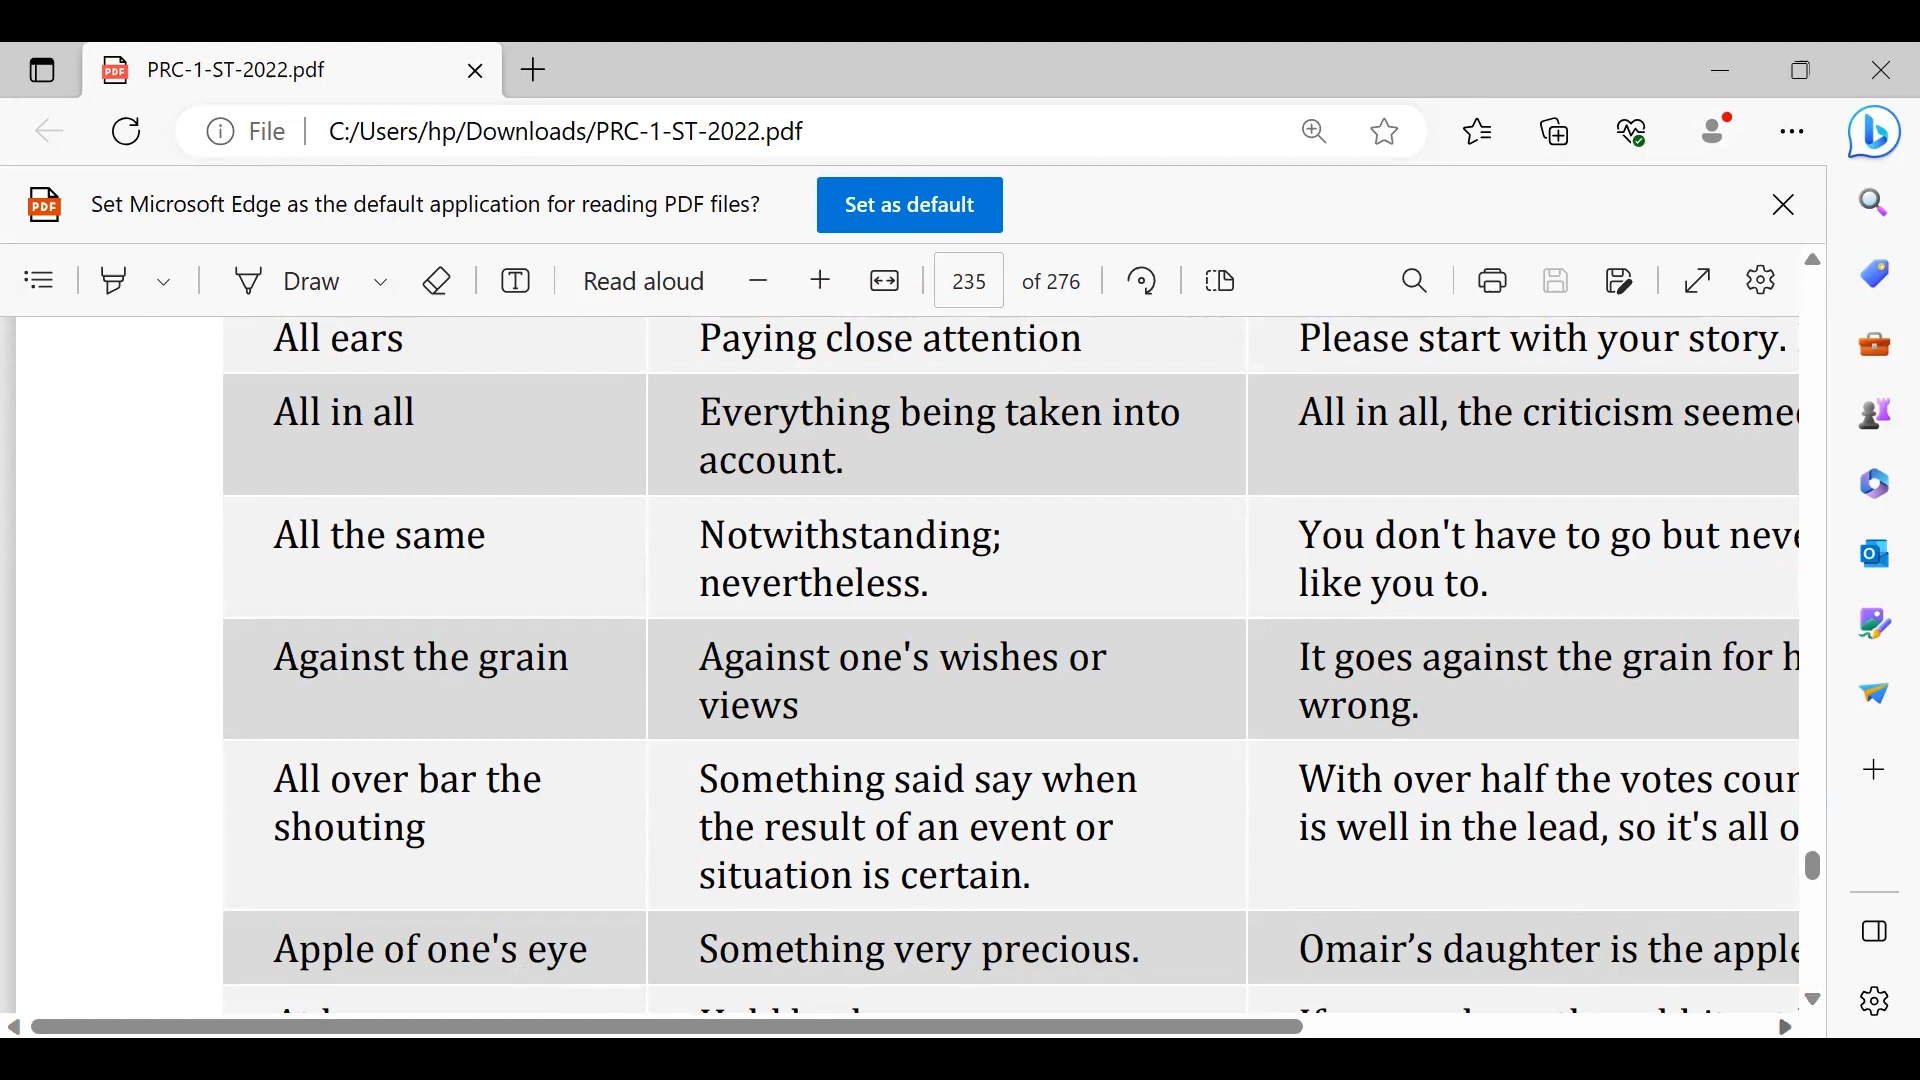 PRC-1-ST-2022.pdf
File
C:/Users/hp/Downloads/PRC-1-ST-2022.pdf
PDF
Set Microsoft Edge as the default application for reading PDF files?
Set as default
Draw
Read aloud
235
of 276
All ears
Paying close attention
Please start with your story.
All in all
Everything being taken into
account.
All in all, the criticism
All the same
Notwithstanding;
nevertheless.
You don't have to go but
like you to.
Against the grain
Against one's wishes or
views
It goes against the grain for
wrong.
All over bar the
shouting
Something said say when
the result of an event or
situation is certain.
With over half the votes
is well in the lead, so it's all
Apple of one's eye
Something very precious.
Omair’s daughter is the